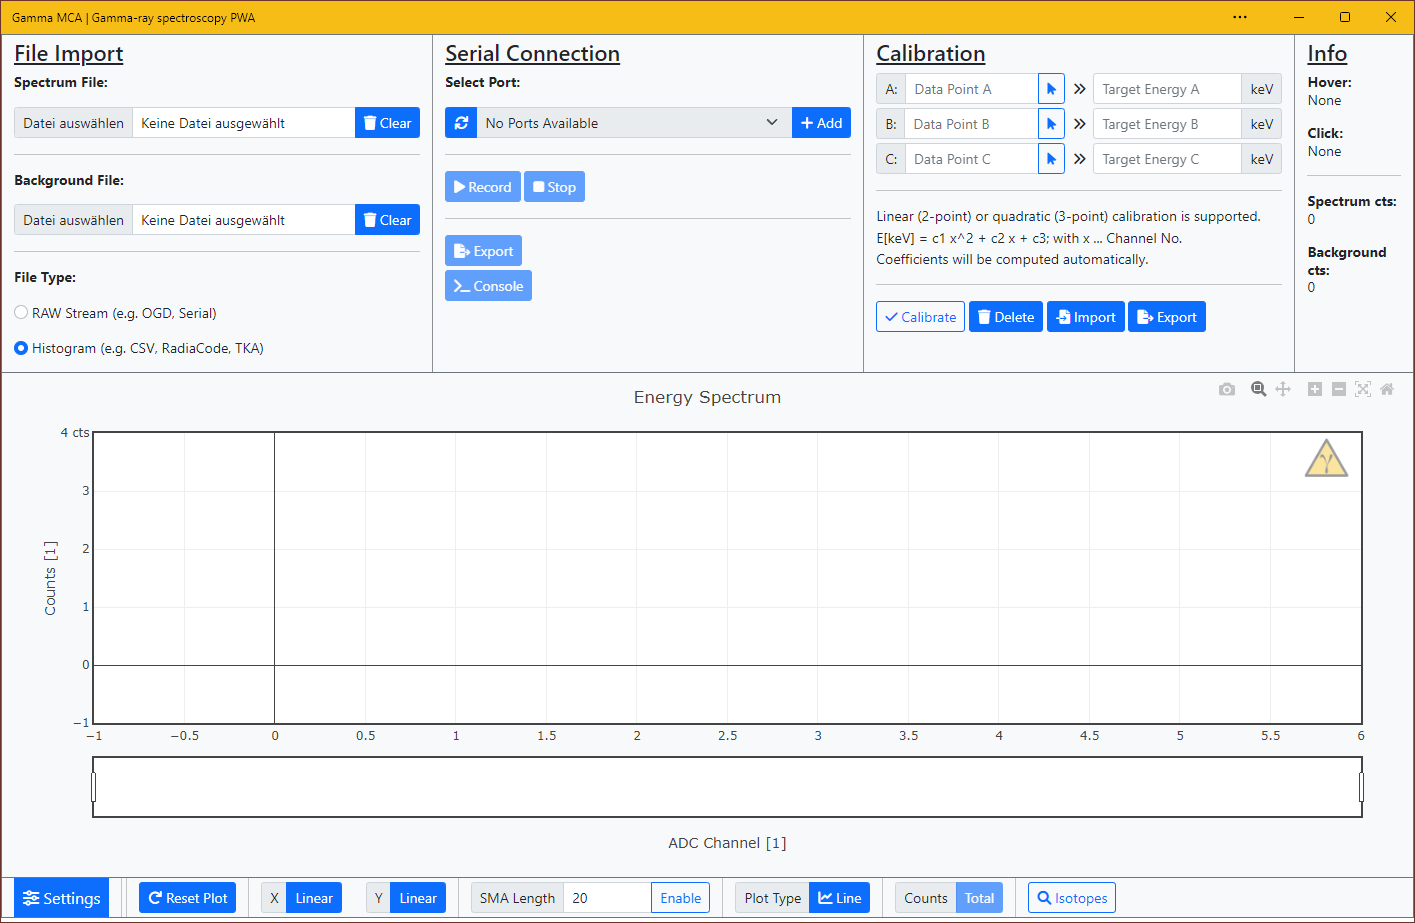 Gamma MCA | Gamma-ray spectroscopy PWA
File Import
Spectrum File:
Datei auswählen Keine Datei ausgewählt Clear
Background File:
Datei auswählen Keine Datei ausgewählt Clear
File Type:
RAW Stream (e.g. OGD, Serial)
Histogram (e.g. CSV, RadiaCode, TKA)
Serial Connection
Select Port:
No Ports Available + Add
Record Stop
Export
Console
Calibration
A: Data Point A Target Energy A keV
B: Data Point B Target Energy B keV
C: Data Point C Target Energy C keV
Linear (2-point) or quadratic (3-point) calibration is supported.
E[keV] = c1 x^2 + c2 x + c3; with x ... Channel No.
Coefficients will be computed automatically.
Calibrate Delete Import Export
Info
Hover:
None
Click:
None
Spectrum cts:
0
Background
cts:
0
Energy Spectrum
4 cts
3
2
1
0
−1
Counts [1]
γ
−1 −0.5 0 0.5 1 1.5 2 2.5 3 3.5 4 4.5 5 5.5 6
ADC Channel [1]
Settings Reset Plot X Linear Y Linear SMA Length 20 Enable Plot Type Line Counts Total Isotopes